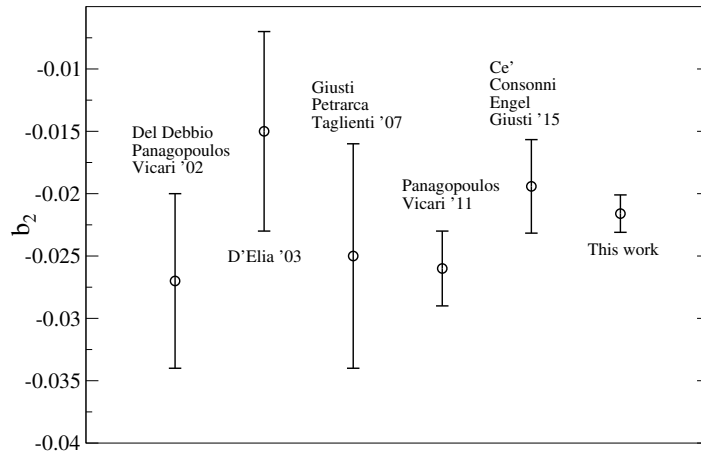 -0.01
-0.015
-0.02
-0.025
-0.03
-0.035
-0.04
b2
Del Debbio
Panagopoulos
Vicari '02
D'Elia '03
Giusti
Petrarca
Taglienti '07
Panagopoulos
Vicari '11
Ce'
Consonni
Engel
Giusti '15
This work